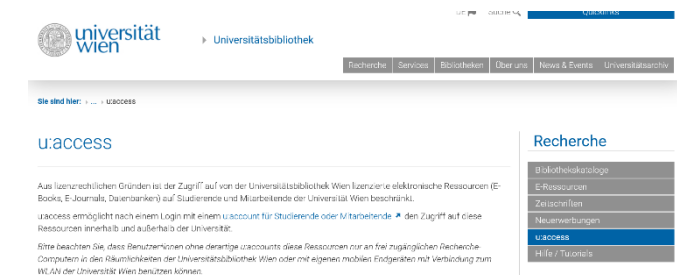 de Suche Quicklinks
universität
wien
Universitätsbibliothek
Recherche Services Bibliotheken Über uns News & Events Universitätsarchiv
Sie sind hier: › ... › u:access
u:access
Aus lizenzrechtlichen Gründen ist der Zugriff auf von der Universitätsbibliothek Wien lizenzierte elektronische Ressourcen (E-
Books, E-Journals, Datenbanken) auf Studierende und Mitarbeitende der Universität Wien beschränkt.
u:access ermöglicht nach einem Login mit einem u:account für Studierende oder Mitarbeitende den Zugriff auf diese
Ressourcen innerhalb und außerhalb der Universität.
Bitte beachten Sie, dass Benutzer*innen ohne derartige u:accounts diese Ressourcen nur an frei zugänglichen Recherche-
Computern in den Räumlichkeiten der Universitätsbibliothek Wien oder mit eigenen mobilen Endgeräten mit Verbindung zum
WLAN der Universität Wien benützen können.
Recherche
Bibliothekskataloge
E-Ressourcen
Zeitschriften
Neuerwerbungen
u:access
Hilfe / Tutorials